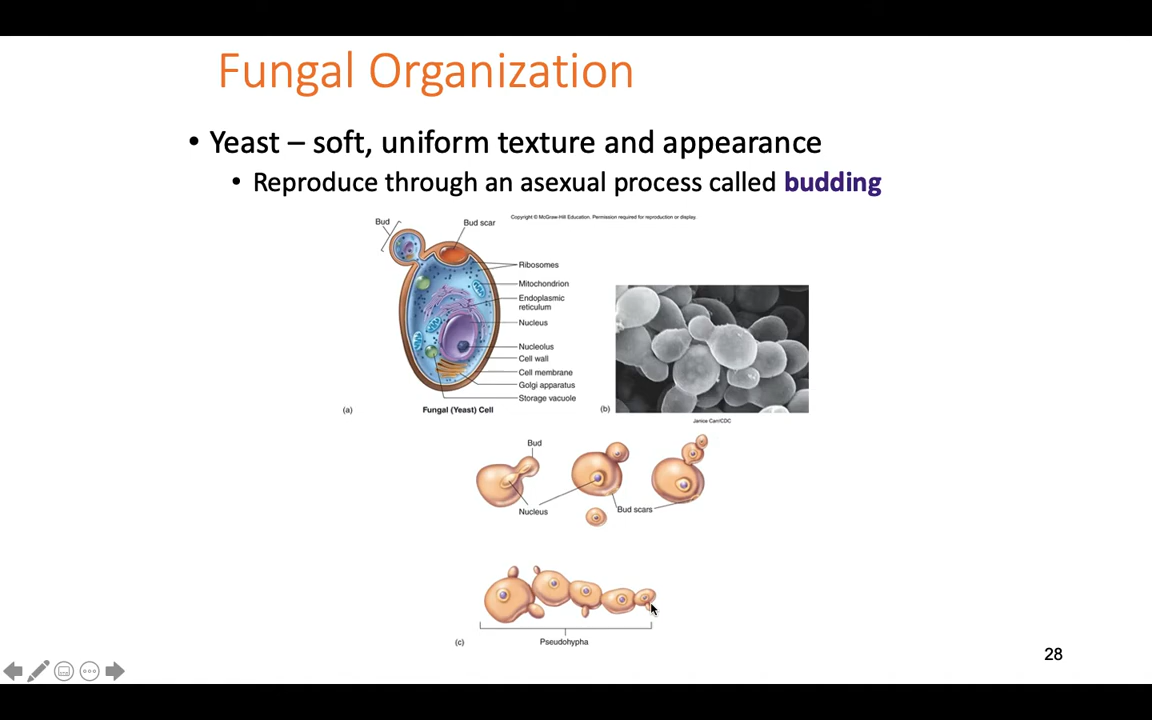 Fungal Organization
• Yeast – soft, uniform texture and appearance
• Reproduce through an asexual process called budding
Copyright © McGraw-Hill Education. Permission required for reproduction or display.
Bud
Bud scar
Ribosomes
Mitochondrion
Endoplasmic
reticulum
Nucleus
Nucleolus
Cell wall
Cell membrane
Golgi apparatus
Storage vacuole
(a)
Fungal (Yeast) Cell
(b)
Janice Carr/CDC
Bud
Nucleus
Bud scars
(c)
Pseudohypha
28